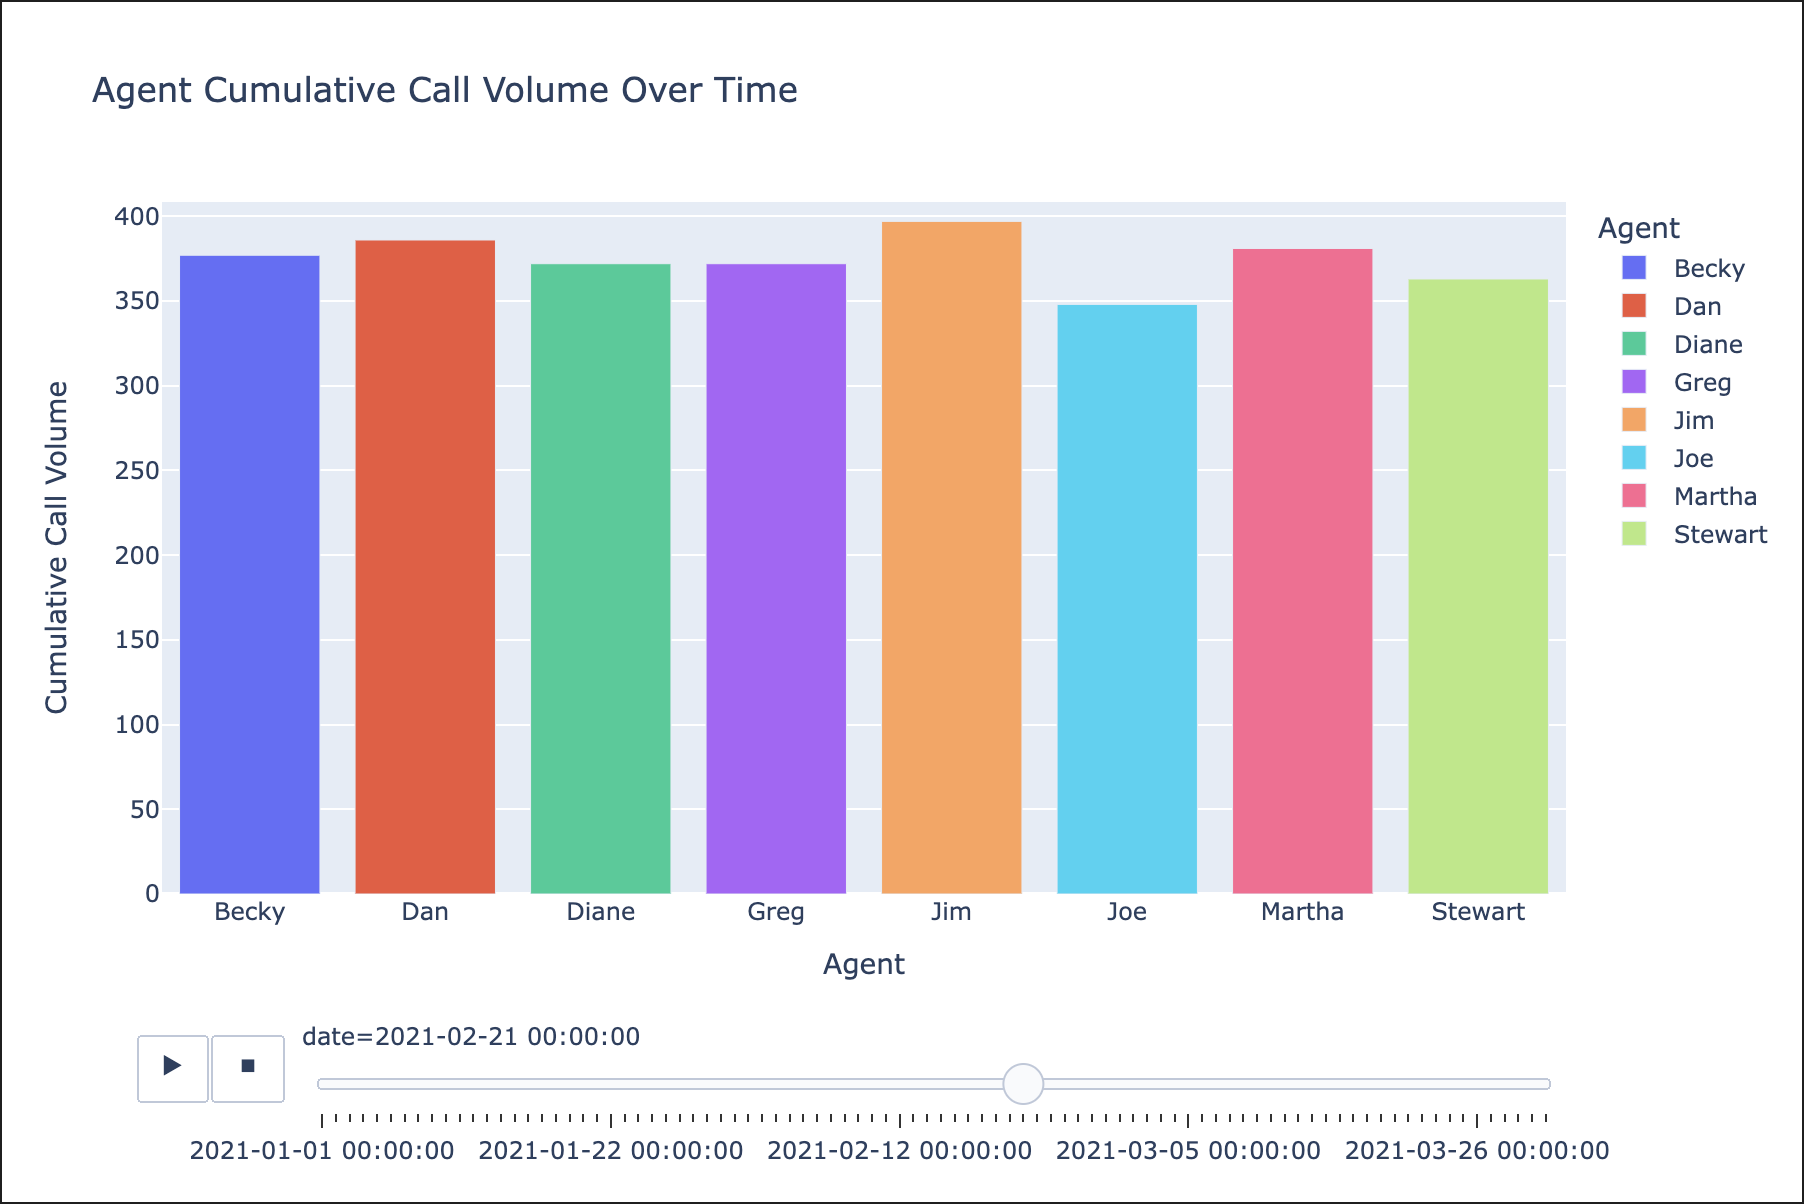 Agent Cumulative Call Volume Over Time
Cumulative Call Volume
400
350
300
250
200
150
100
50
0
Becky Dan Diane Greg Jim Joe Martha Stewart
Agent
Agent
Becky
Dan
Diane
Greg
Jim
Joe
Martha
Stewart
date=2021-02-21 00:00:00
2021-01-01 00:00:00 2021-01-22 00:00:00 2021-02-12 00:00:00 2021-03-05 00:00:00 2021-03-26 00:00:00